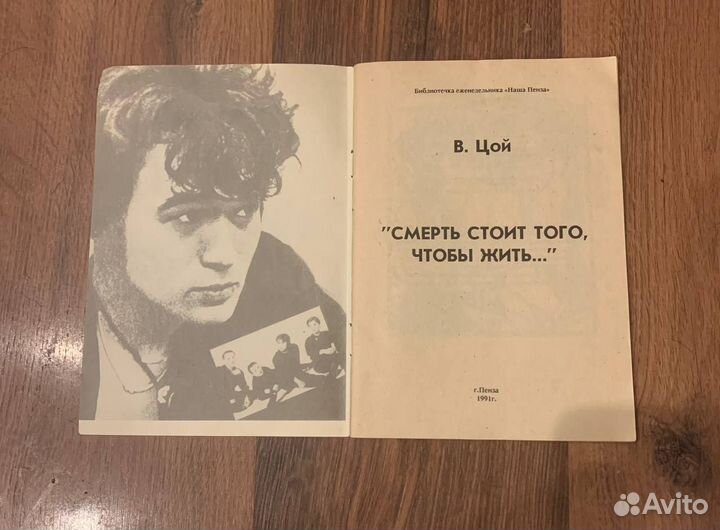 Библиотечка еженедельника «Наша Пенза»
В. Цой
"СМЕРТЬ СТОИТ ТОГО,
ЧТОБЫ ЖИТЬ..."
г.Пенза
1991г.
Avito